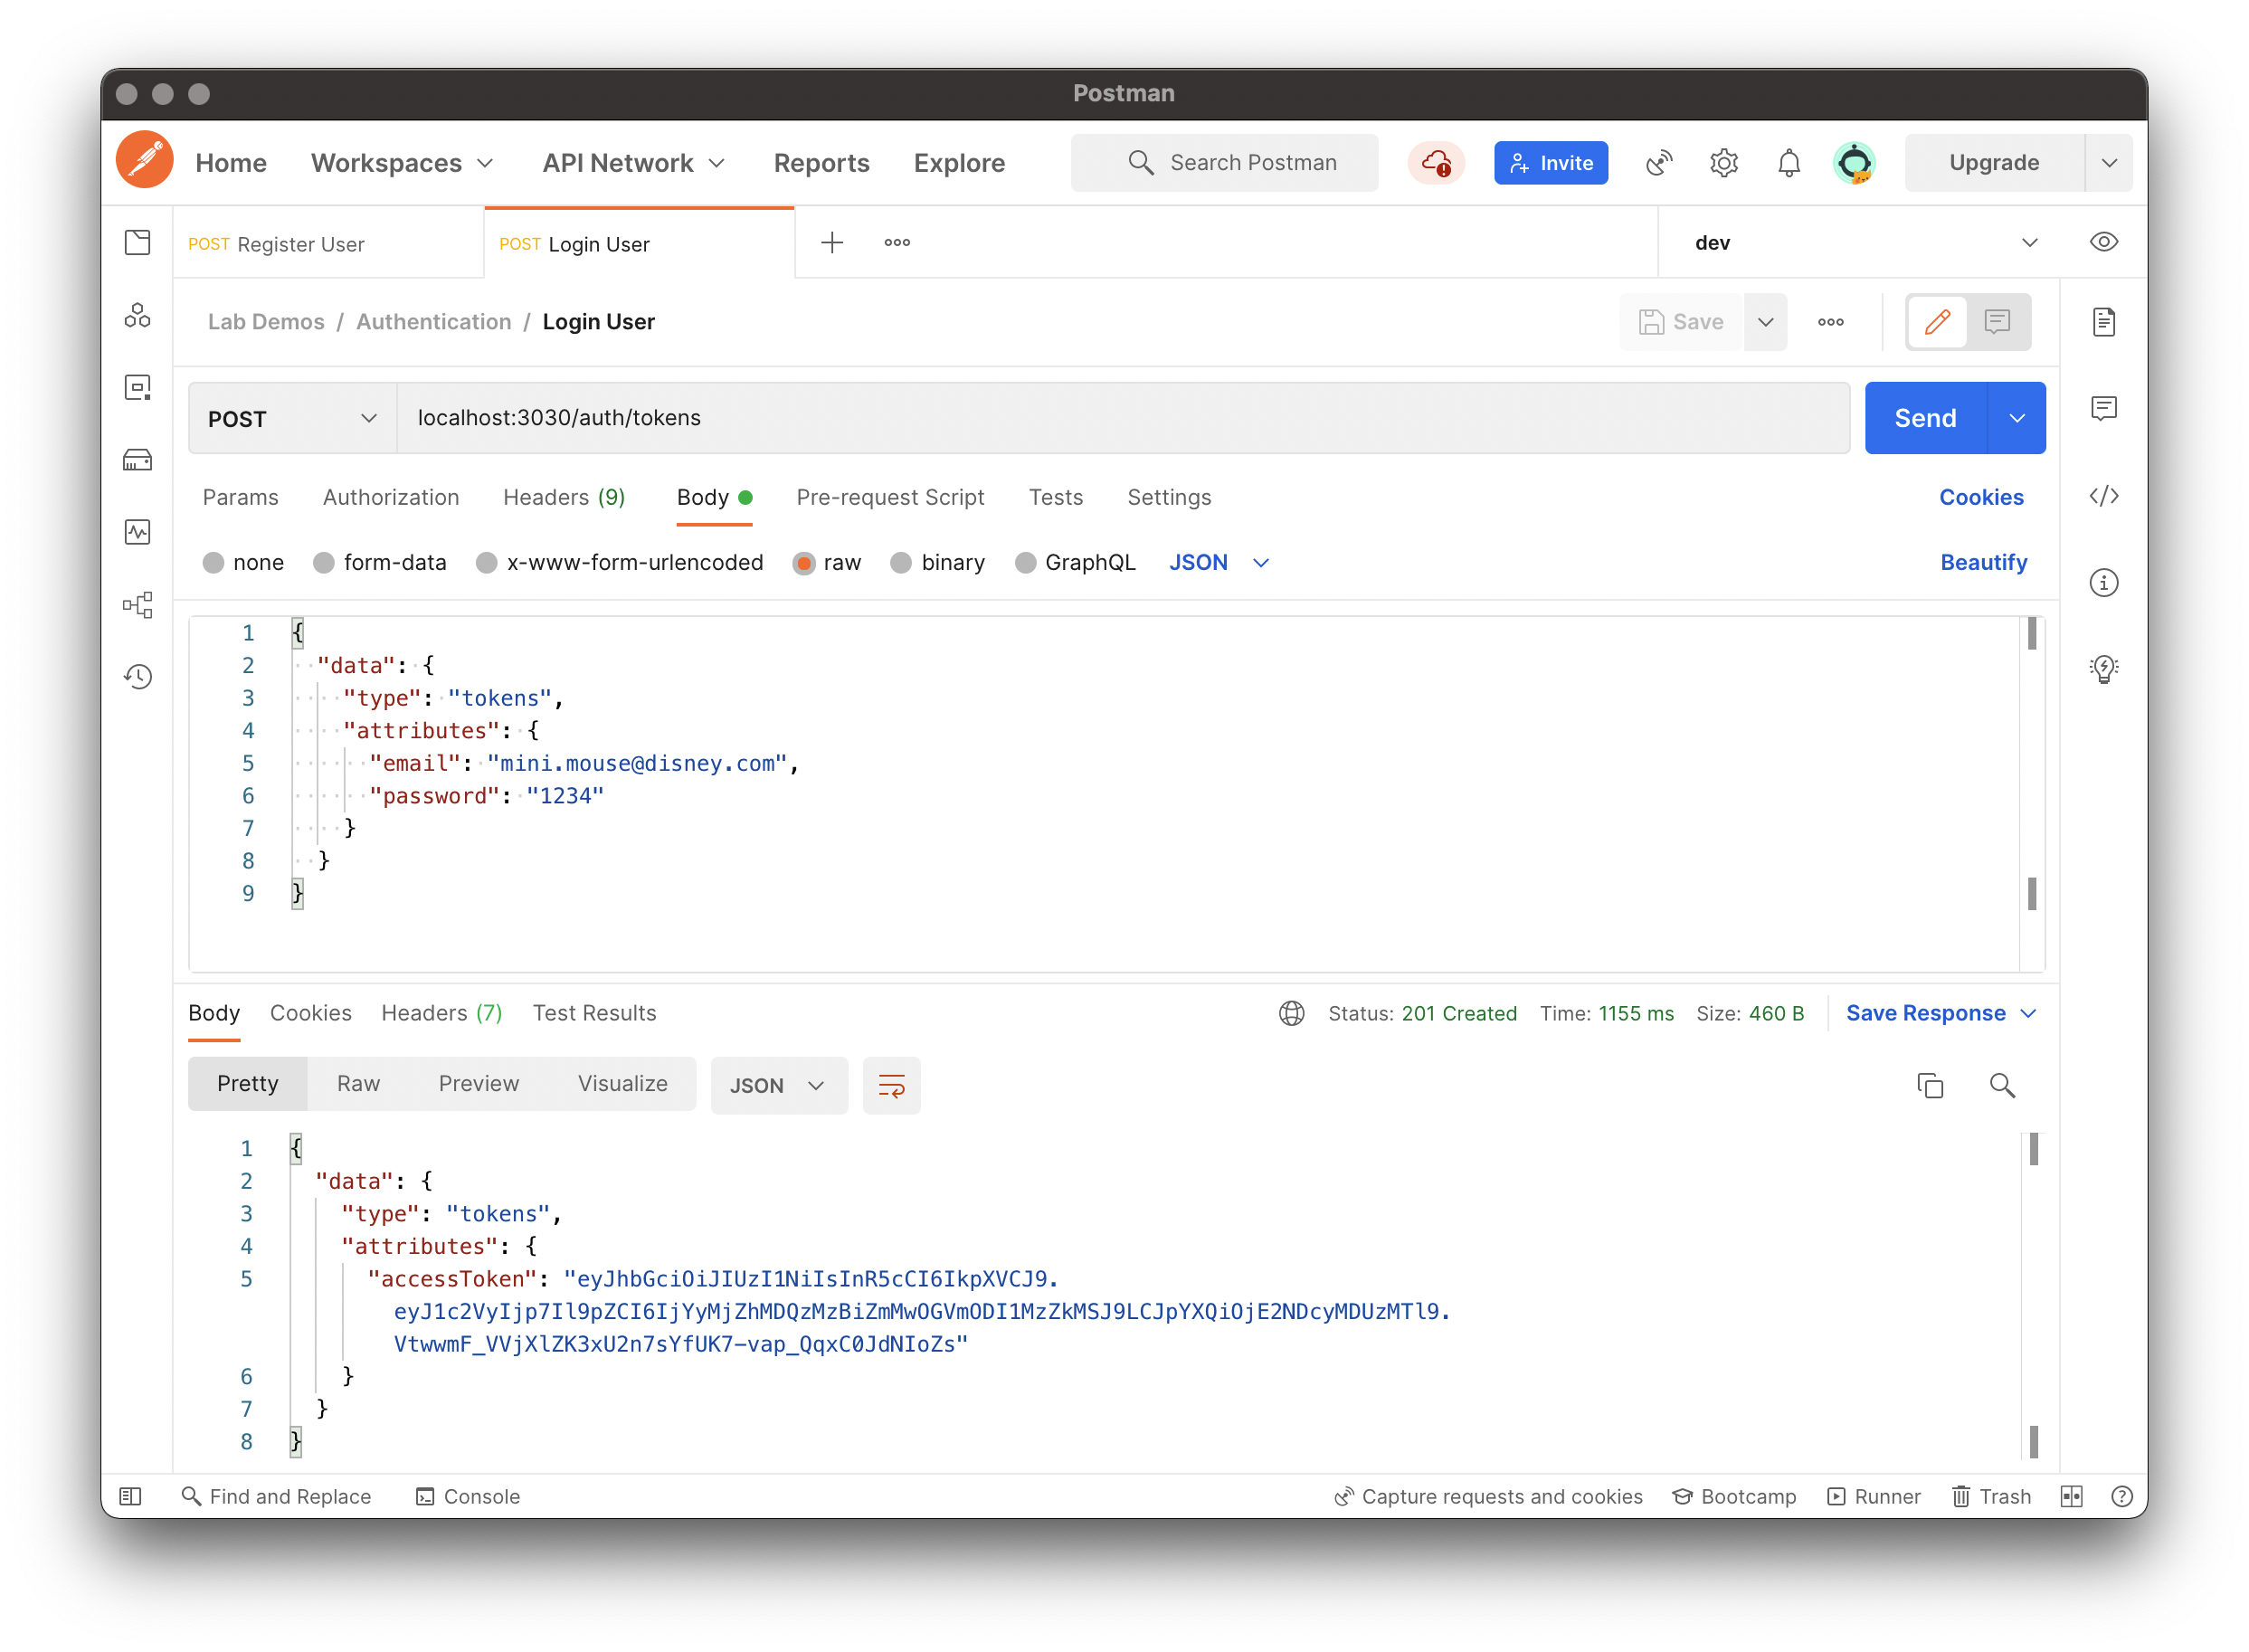 Postman
Home Workspaces API Network Reports Explore Search Postman Invite Upgrade
POST Register User POST Login User dev
Lab Demos / Authentication / Login User Save
POST localhost:3030/auth/tokens Send
Params Authorization Headers (9) Body Pre-request Script Tests Settings Cookies
none form-data x-www-form-urlencoded raw binary GraphQL JSON Beautify
1 {
2 "data": {
3 "type": "tokens",
4 "attributes": {
5 "email": "mini.mouse@disney.com",
6 "password": "1234"
7 }
8 }
9 }
Body Cookies Headers (7) Test Results Status: 201 Created Time: 1155 ms Size: 460 B Save Response
Pretty Raw Preview Visualize JSON
1 {
2 "data": {
3 "type": "tokens",
4 "attributes": {
5 "accessToken": "eyJhbGciOiJIUzI1NiIsInR5cCI6IkpXVCJ9.
eyJ1c2VyIjp7Il9pZCI6IjYyMjZhMDQzMzBiZmMwOGVmODI1MzZkMSJ9LCJpYXQiOjE2NDcyMDUzMTl9.
VtwwmF_VVjXlZK3xU2n7sYfUK7-vap_QqxC0JdNIoZs"
6 }
7 }
8 }
Find and Replace Console Capture requests and cookies Bootcamp Runner Trash